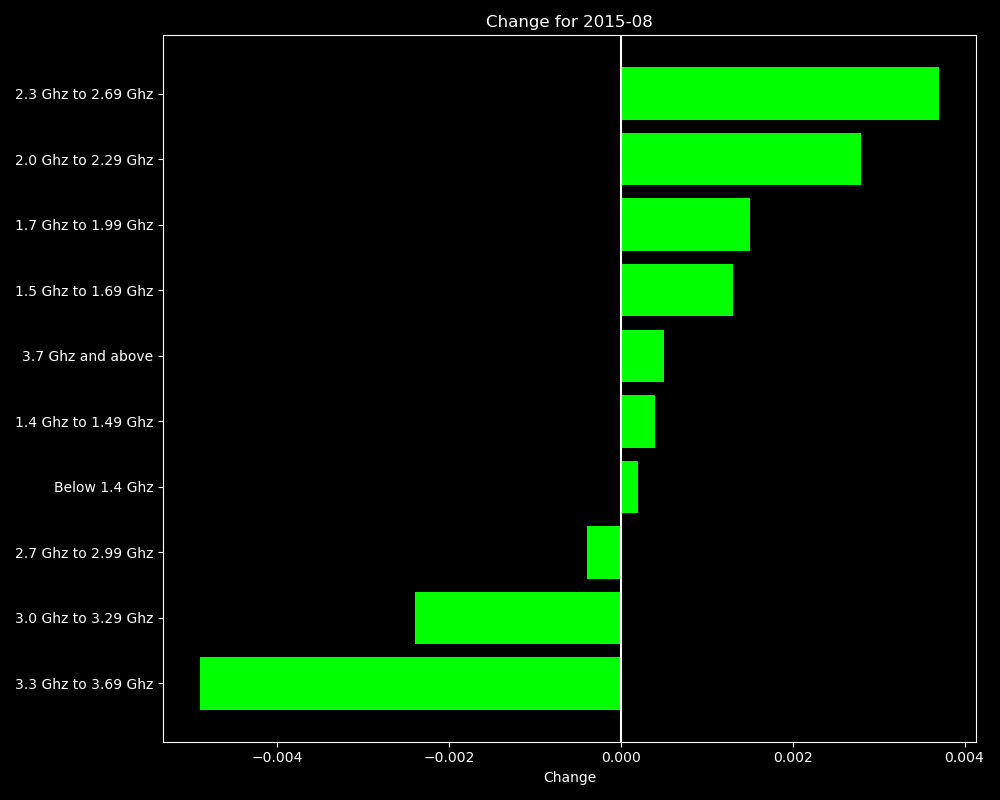 Change for 2015-08
2.3 Ghz to 2.69 Ghz
2.0 Ghz to 2.29 Ghz
1.7 Ghz to 1.99 Ghz
1.5 Ghz to 1.69 Ghz
3.7 Ghz and above
1.4 Ghz to 1.49 Ghz
Below 1.4 Ghz
2.7 Ghz to 2.99 Ghz
3.0 Ghz to 3.29 Ghz
3.3 Ghz to 3.69 Ghz
−0.004 −0.002 0.000 0.002 0.004
Change